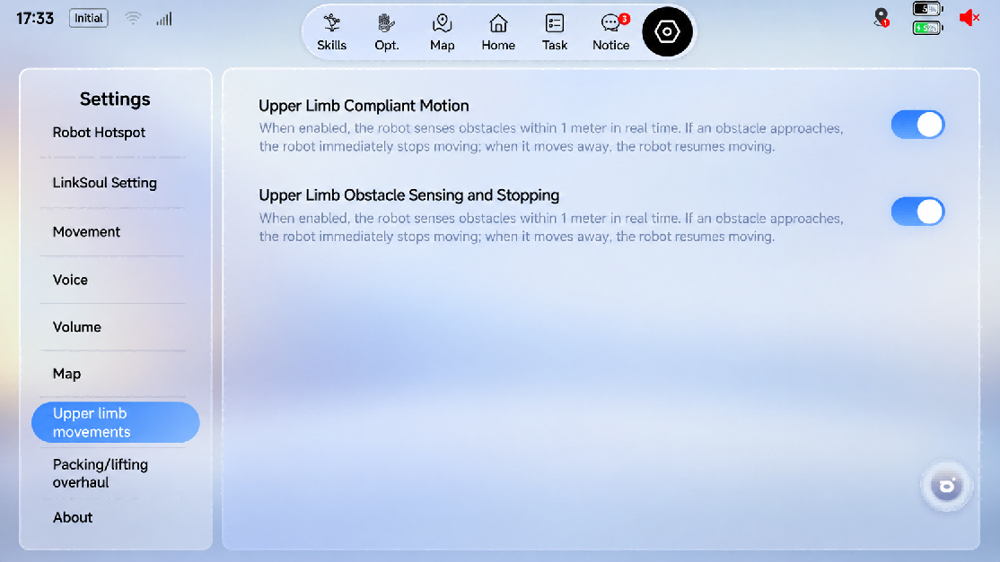 17:33 Initial
Skills Opt. Map Home Task Notice 3
1
Settings
Robot Hotspot
LinkSoul Setting
Movement
Voice
Volume
Map
Upper limb
movements
Packing/lifting
overhaul
About
Upper Limb Compliant Motion
When enabled, the robot senses obstacles within 1 meter in real time. If an obstacle approaches,
the robot immediately stops moving; when it moves away, the robot resumes moving.
Upper Limb Obstacle Sensing and Stopping
When enabled, the robot senses obstacles within 1 meter in real time. If an obstacle approaches,
the robot immediately stops moving; when it moves away, the robot resumes moving.